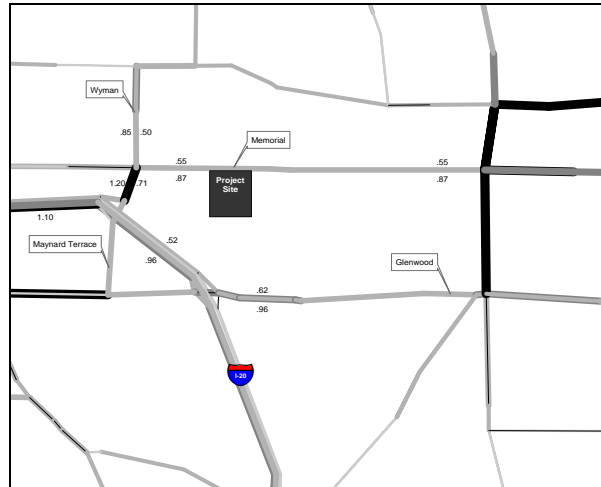 Wyman
.85 .50
Memorial
.55
.87
.55
.87
Project
Site
1.20 .71
1.10
Maynard Terrace
.52
.96
Glenwood
.62
.96
I-20